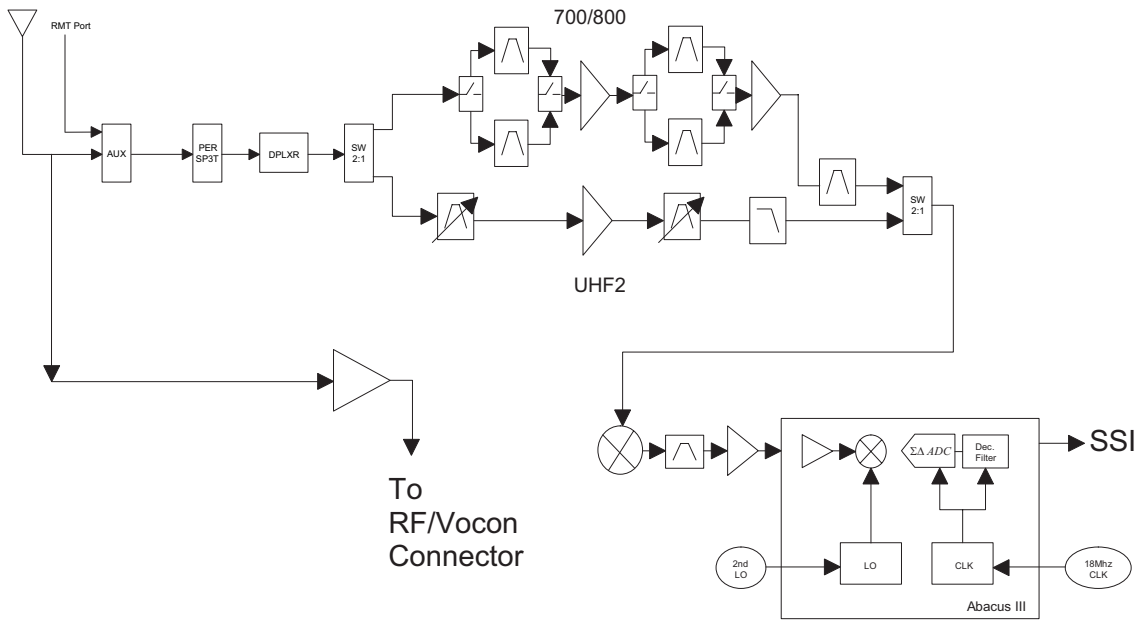 700/800
RMT Port
AUX
PER
SP3T
DPLXR
SW
2:1
SW
2:1
UHF2
To
RF/Vocon
Connector
ΣΔ ADC
Dec.
Filter
SSI
2nd
LO
LO
CLK
18Mhz
CLK
Abacus III